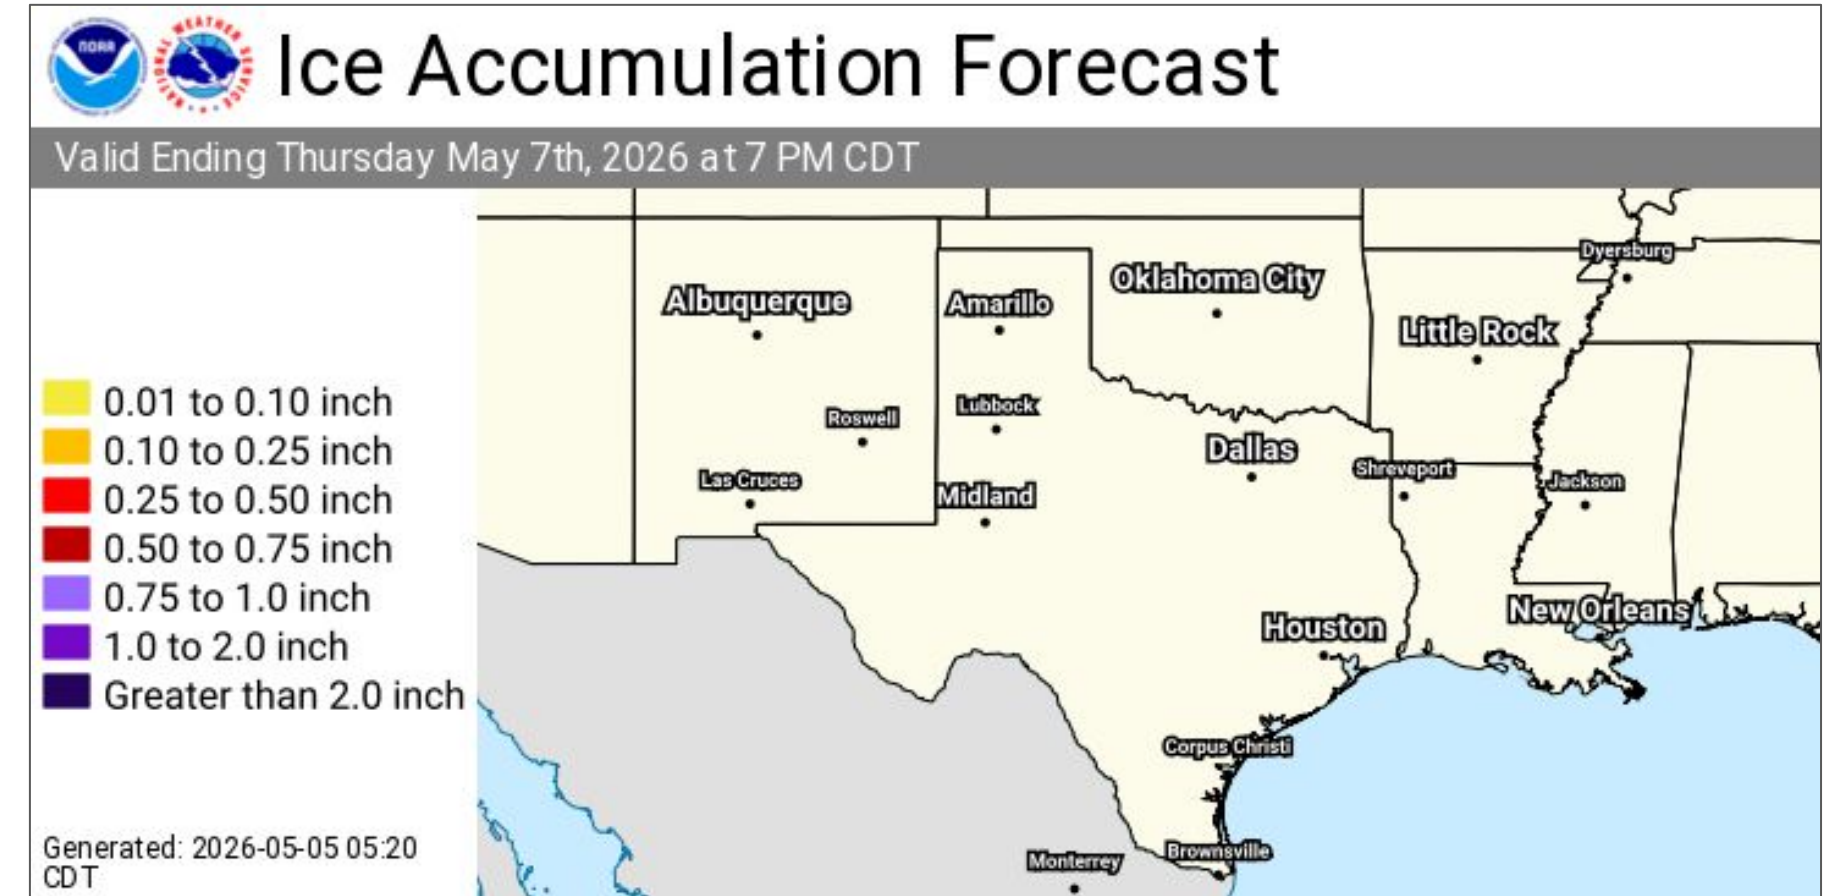 NOAA
NATIONAL WEATHER SERVICE
Ice Accumulation Forecast
Valid Ending Thursday May 7th, 2026 at 7 PM CDT
0.01 to 0.10 inch
0.10 to 0.25 inch
0.25 to 0.50 inch
0.50 to 0.75 inch
0.75 to 1.0 inch
1.0 to 2.0 inch
Greater than 2.0 inch
Generated: 2026-05-05 05:20
CDT
Dyersburg
Oklahoma City
Albuquerque
Amarillo
Little Rock
Lubbock
Roswell
Dallas
Shreveport
Las Cruces
Jackson
Midland
New Orleans
Houston
Corpus Christi
Brownsville
Monterrey